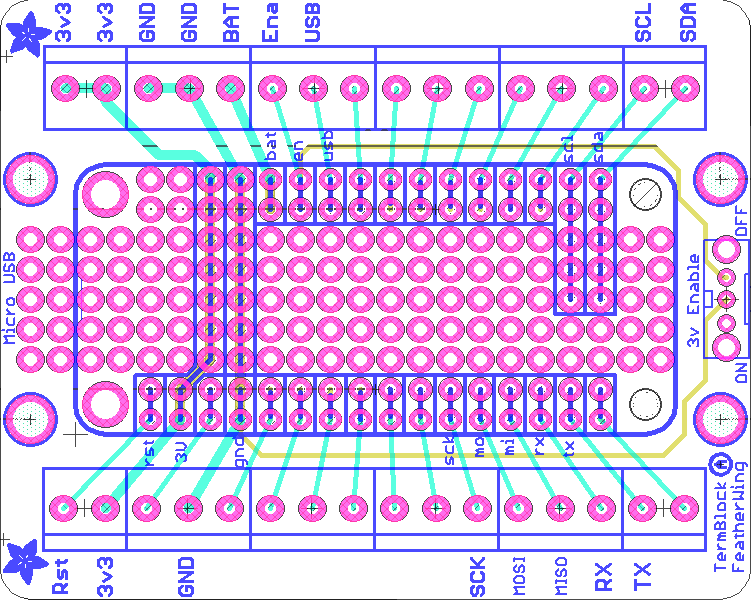 3v3
3v3
GND
GND
BAT
Ena
USB
SCL
SDA
bat
en
usb
scl
sda
Micro USB
OFF
3v Enable
ON
rst
3V
gnd
sck
mo
mi
rx
tx
TermBlock
FeatherWing
Rst
3v3
GND
SCK
MOSI
MISO
RX
TX